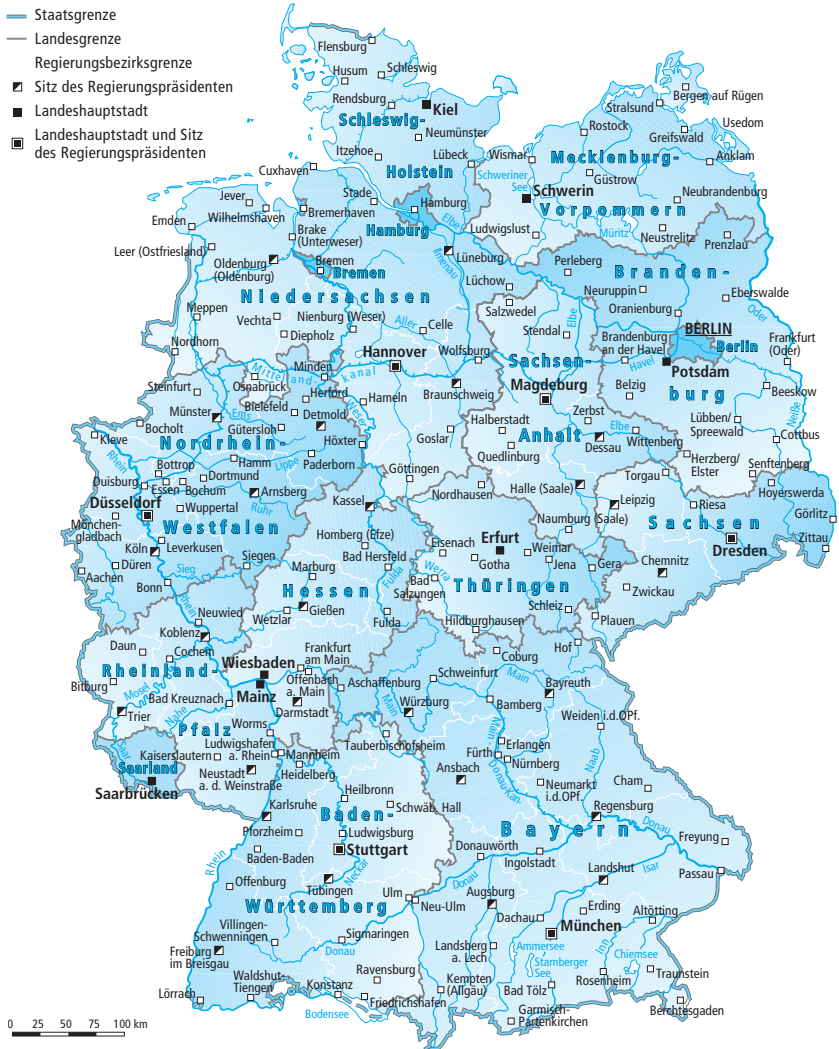 Staatsgrenze
Landesgrenze
Regierungsbezirksgrenze
Sitz des Regierungspräsidenten
Landeshauptstadt
Landeshauptstadt und Sitz
des Regierungspräsidenten
Flensburg
Husum
Schleswig
Rendsburg
Kiel
Schleswig-
Neumünster
Itzehoe
Holstein
Lübeck
Bergen auf Rügen
Stralsund
Usedom
Rostock
Greifswald
Wismar
Mecklenburg-
Anklam
Schweriner
See
Güstrow
Schwerin
Neubrandenburg
Vorpommern
Müritz
Ludwigslust
Neustrelitz
Prenzlau
Cuxhaven
Jever
Stade
Hamburg
Wilhelmshaven
Bremerhaven
Emden
Brake
(Unterweser)
Hamburg
Elbe
Leer (Ostfriesland)
Oldenburg
(Oldenburg)
Bremen
Bremen
Lüneburg
Ilmenau
Perleberg
Branden-
Lüchow
Neuruppin
Eberswalde
Niedersachsen
Meppen
Nienburg (Weser)
Salzwedel
Oranienburg
Oder
Vechta
Diepholz
Aller
Celle
Stendal
Elbe
Brandenburg
an der Havel
BERLIN
Berlin
Frankfurt
(Oder)
Nordhorn
Hannover
Wolfsburg
Sachsen-
Havel
Potsdam
Minden
Mittelland-
kanal
Steinfurt
Osnabrück
Herford
Hameln
Braunschweig
Magdeburg
Belzig
burg
Beeskow
Münster
Ems
Bielefeld
Detmold
Weser
Halberstadt
Zerbst
Lübben/
Spreewald
Neiße
Bocholt
Gütersloh
Goslar
Anhalt
Elbe
Kleve
Nordrhein-
Höxter
Quedlinburg
Dessau
Wittenberg
Cottbus
Rhein
Hamm
Lippe
Paderborn
Herzberg/
Elster
Bottrop
Dortmund
Göttingen
Torgau
Senftenberg
Duisburg
Essen
Bochum
Arnsberg
Kassel
Nordhausen
Halle (Saale)
Leipzig
Riesa
Hoyerswerda
Düsseldorf
Wuppertal
Ruhr
Görlitz
Mönchen-
gladbach
Westfalen
Homberg (Efze)
Erfurt
Naumburg (Saale)
Sachsen
Zittau
Köln
Leverkusen
Bad Hersfeld
Eisenach
Weimar
Dresden
Düren
Siegen
Marburg
Werra
Gotha
Jena
Gera
Chemnitz
Aachen
Sieg
Fulda
Bad
Salzungen
Thüringen
Zwickau
Bonn
Hessen
Rhein
Neuwied
Gießen
Schleiz
Wetzlar
Fulda
Hildburghausen
Plauen
Koblenz
Daun
Cochem
Frankfurt
am Main
Coburg
Hof
Rheinland-
Wiesbaden
Schweinfurt
Main
Bitburg
Offenbach
a. Main
Aschaffenburg
Bayreuth
Mosel
Bad Kreuznach
Mainz
Bamberg
Trier
Nahe
Darmstadt
Main
Würzburg
Weiden i.d.OPf.
Pfalz
Worms
Tauberbischofsheim
Main
Erlangen
Kaiserslautern
Ludwigshafen
a. Rhein
Mannheim
Fürth
Nürnberg
Naab
Saar
Saarland
Neustadt
a. d. Weinstraße
Heidelberg
Ansbach
Donau-Kan.
Neumarkt
i.d.OPf.
Cham
Saarbrücken
Heilbronn
Karlsruhe
Schwäb. Hall
Regensburg
Baden-
Pforzheim
Ludwigsburg
Bayern
Donau
Freyung
Rhein
Baden-Baden
Stuttgart
Donauwörth
Ingolstadt
Passau
Offenburg
Neckar
Donau
Landshut
Isar
Tübingen
Ulm
Augsburg
Württemberg
Neu-Ulm
Dachau
Erding
Altötting
Villingen-
Schwenningen
Sigmaringen
München
Donau
Landsberg
a. Lech
Ammersee
Inn
Chiemsee
Freiburg
im Breisgau
Starnberger
See
Waldshut-
Tiengen
Ravensburg
Kempten
(Allgäu)
Bad Tölz
Rosenheim
Traunstein
Konstanz
Lörrach
Friedrichshafen
Berchtesgaden
Bodensee
Garmisch-
Partenkirchen
0 25 50 75 100 km